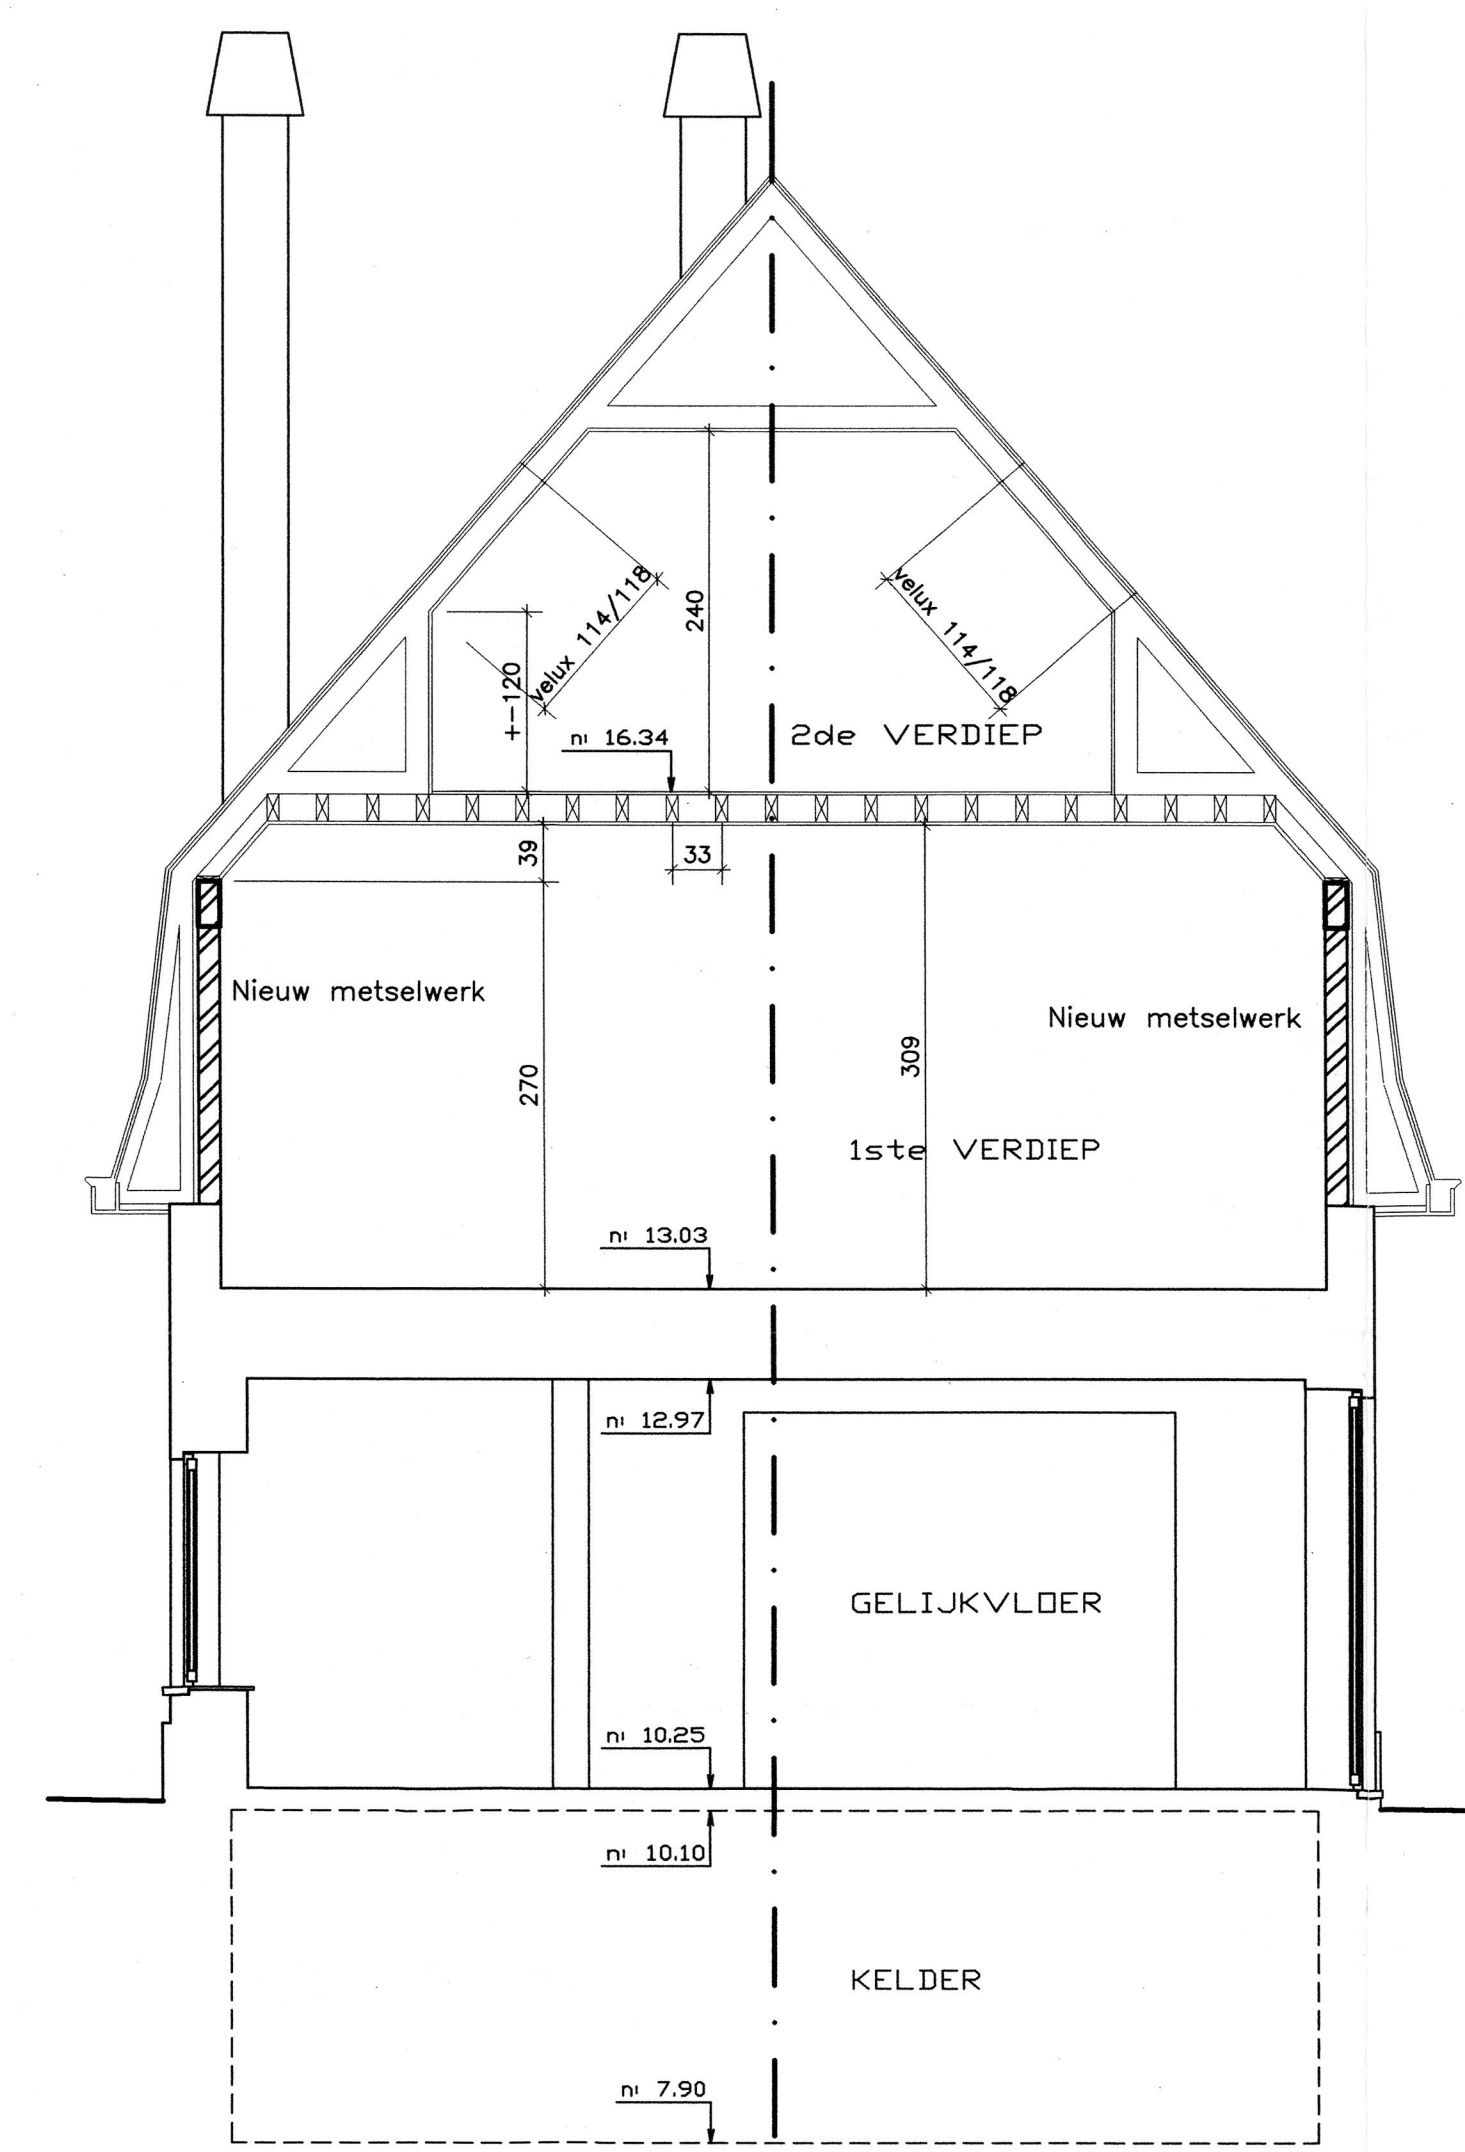 velux 114/118
velux 114/118
240
+-120
2de VERDIEP
n: 16.34
39
33
Nieuw metselwerk
Nieuw metselwerk
309
270
1ste VERDIEP
n: 13.03
n: 12.97
GELIJKVLOER
n: 10.25
n: 10.10
KELDER
n: 7.90